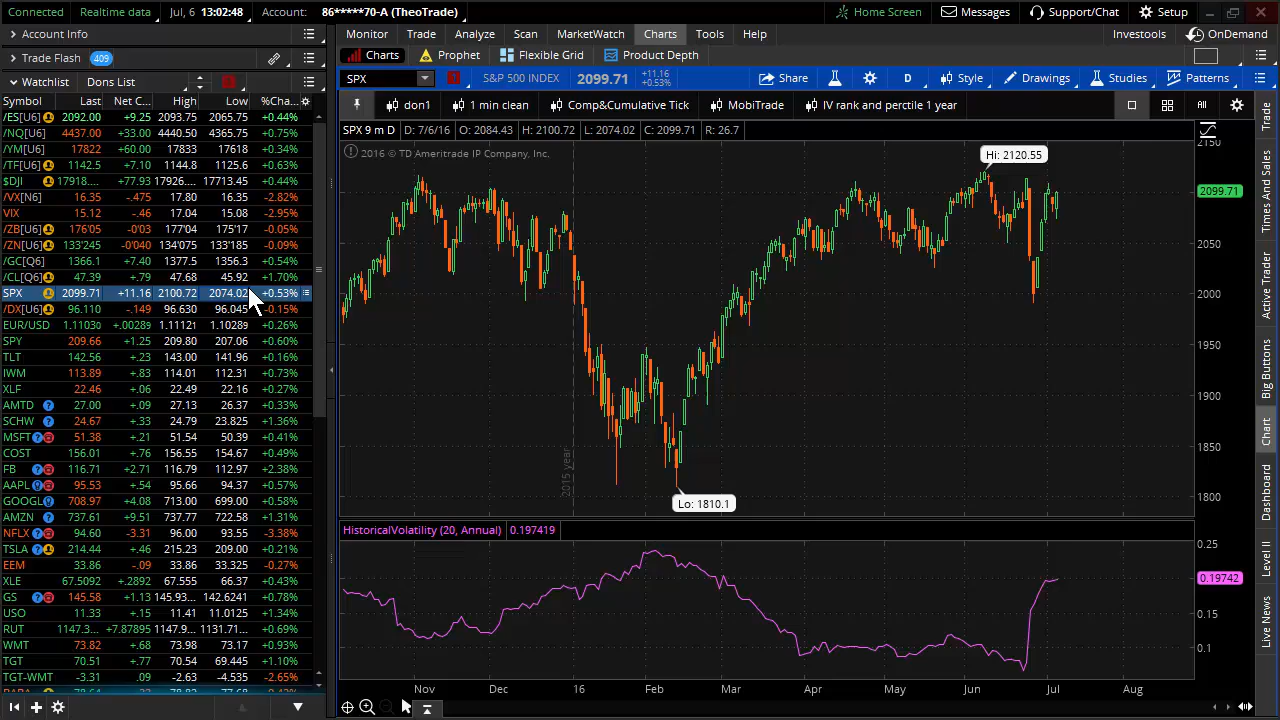 Connected Realtime data Jul, 6 13:02:48 Account: 86*****70-A (TheoTrade) Home Screen Messages Support/Chat Setup
Account Info
Monitor Trade Analyze Scan MarketWatch Charts Tools Help Investools OnDemand
Trade Flash 409
Charts Prophet Flexible Grid Product Depth
Watchlist Dons List
SPX S&P 500 INDEX 2099.71 +11.16 +0.53% Share D Style Drawings Studies Patterns
don1 1 min clean Comp&Cumulative Tick MobiTrade IV rank and perctile 1 year All
SPX 9 m D D: 7/6/16 O: 2084.43 H: 2100.72 L: 2074.02 C: 2099.71 R: 26.7
2016 © TD Ameritrade IP Company, Inc.
Symbol Last Net C... High Low %Cha...
/ES[U6] 2092.00 +9.25 2093.75 2065.75 +0.44%
/NQ[U6] 4437.00 +33.00 4440.50 4365.75 +0.75%
/YM[U6] 17822 +60.00 17833 17618 +0.34%
/TF[U6] 1142.5 +7.10 1144.8 1125.6 +0.63%
$DJI 17918.... +77.93 17926.... 17713.45 +0.44%
/VX[N6] 16.35 -.475 17.80 16.35 -2.82%
VIX 15.12 -.46 17.04 15.08 -2.95%
/ZB[U6] 176'05 -0'03 177'04 175'17 -0.05%
/ZN[U6] 133'245 -0'040 134'075 133'185 -0.09%
/GC[Q6] 1366.1 +7.40 1377.5 1356.3 +0.54%
/CL[Q6] 47.39 +.79 47.68 45.92 +1.70%
SPX 2099.71 +11.16 2100.72 2074.02 +0.53%
/DX[U6] 96.110 -.149 96.630 96.045 -0.15%
EUR/USD 1.11030 +.00289 1.11121 1.10289 +0.26%
SPY 209.66 +1.25 209.80 207.06 +0.60%
TLT 142.56 +.23 143.00 141.96 +0.16%
IWM 113.89 +.83 114.01 112.31 +0.73%
XLF 22.46 +.06 22.49 22.16 +0.27%
AMTD 27.00 +.09 27.13 26.37 +0.33%
SCHW 24.67 +.33 24.80 23.825 +1.36%
MSFT 51.38 +.21 51.54 50.39 +0.41%
COST 156.01 +.76 156.55 154.67 +0.49%
FB 116.71 +2.71 116.79 112.97 +2.38%
AAPL 95.53 +.54 95.66 94.37 +0.57%
GOOGL 708.97 +4.08 713.00 699.00 +0.58%
AMZN 737.61 +9.51 737.77 722.58 +1.31%
NFLX 94.60 -3.31 96.00 93.55 -3.38%
TSLA 214.44 +.46 215.23 209.00 +0.21%
EEM 33.86 -.09 33.86 33.325 -0.27%
XLE 67.5092 +.2892 67.555 66.37 +0.43%
GS 145.58 +1.13 145.93... 142.6241 +0.78%
USO 11.33 +.15 11.41 11.0125 +1.34%
RUT 1147.3... +7.87895 1147.9... 1131.71... +0.69%
WMT 73.82 +.68 73.98 73.17 +0.93%
TGT 70.51 +.77 70.54 69.445 +1.10%
TGT-WMT -3.31 .09 -2.63 -4.535 -2.65%
Hi: 2120.55
Lo: 1810.1
2015 year
2150
2099.71
2050
2000
1950
1900
1850
1800
HistoricalVolatility (20, Annual) 0.197419
0.25
0.19742
0.15
0.1
Nov Dec 16 Feb Mar Apr May Jun Jul Aug
Trade
Times And Sales
Active Trader
Big Buttons
Chart
Dashboard
Level II
Live News